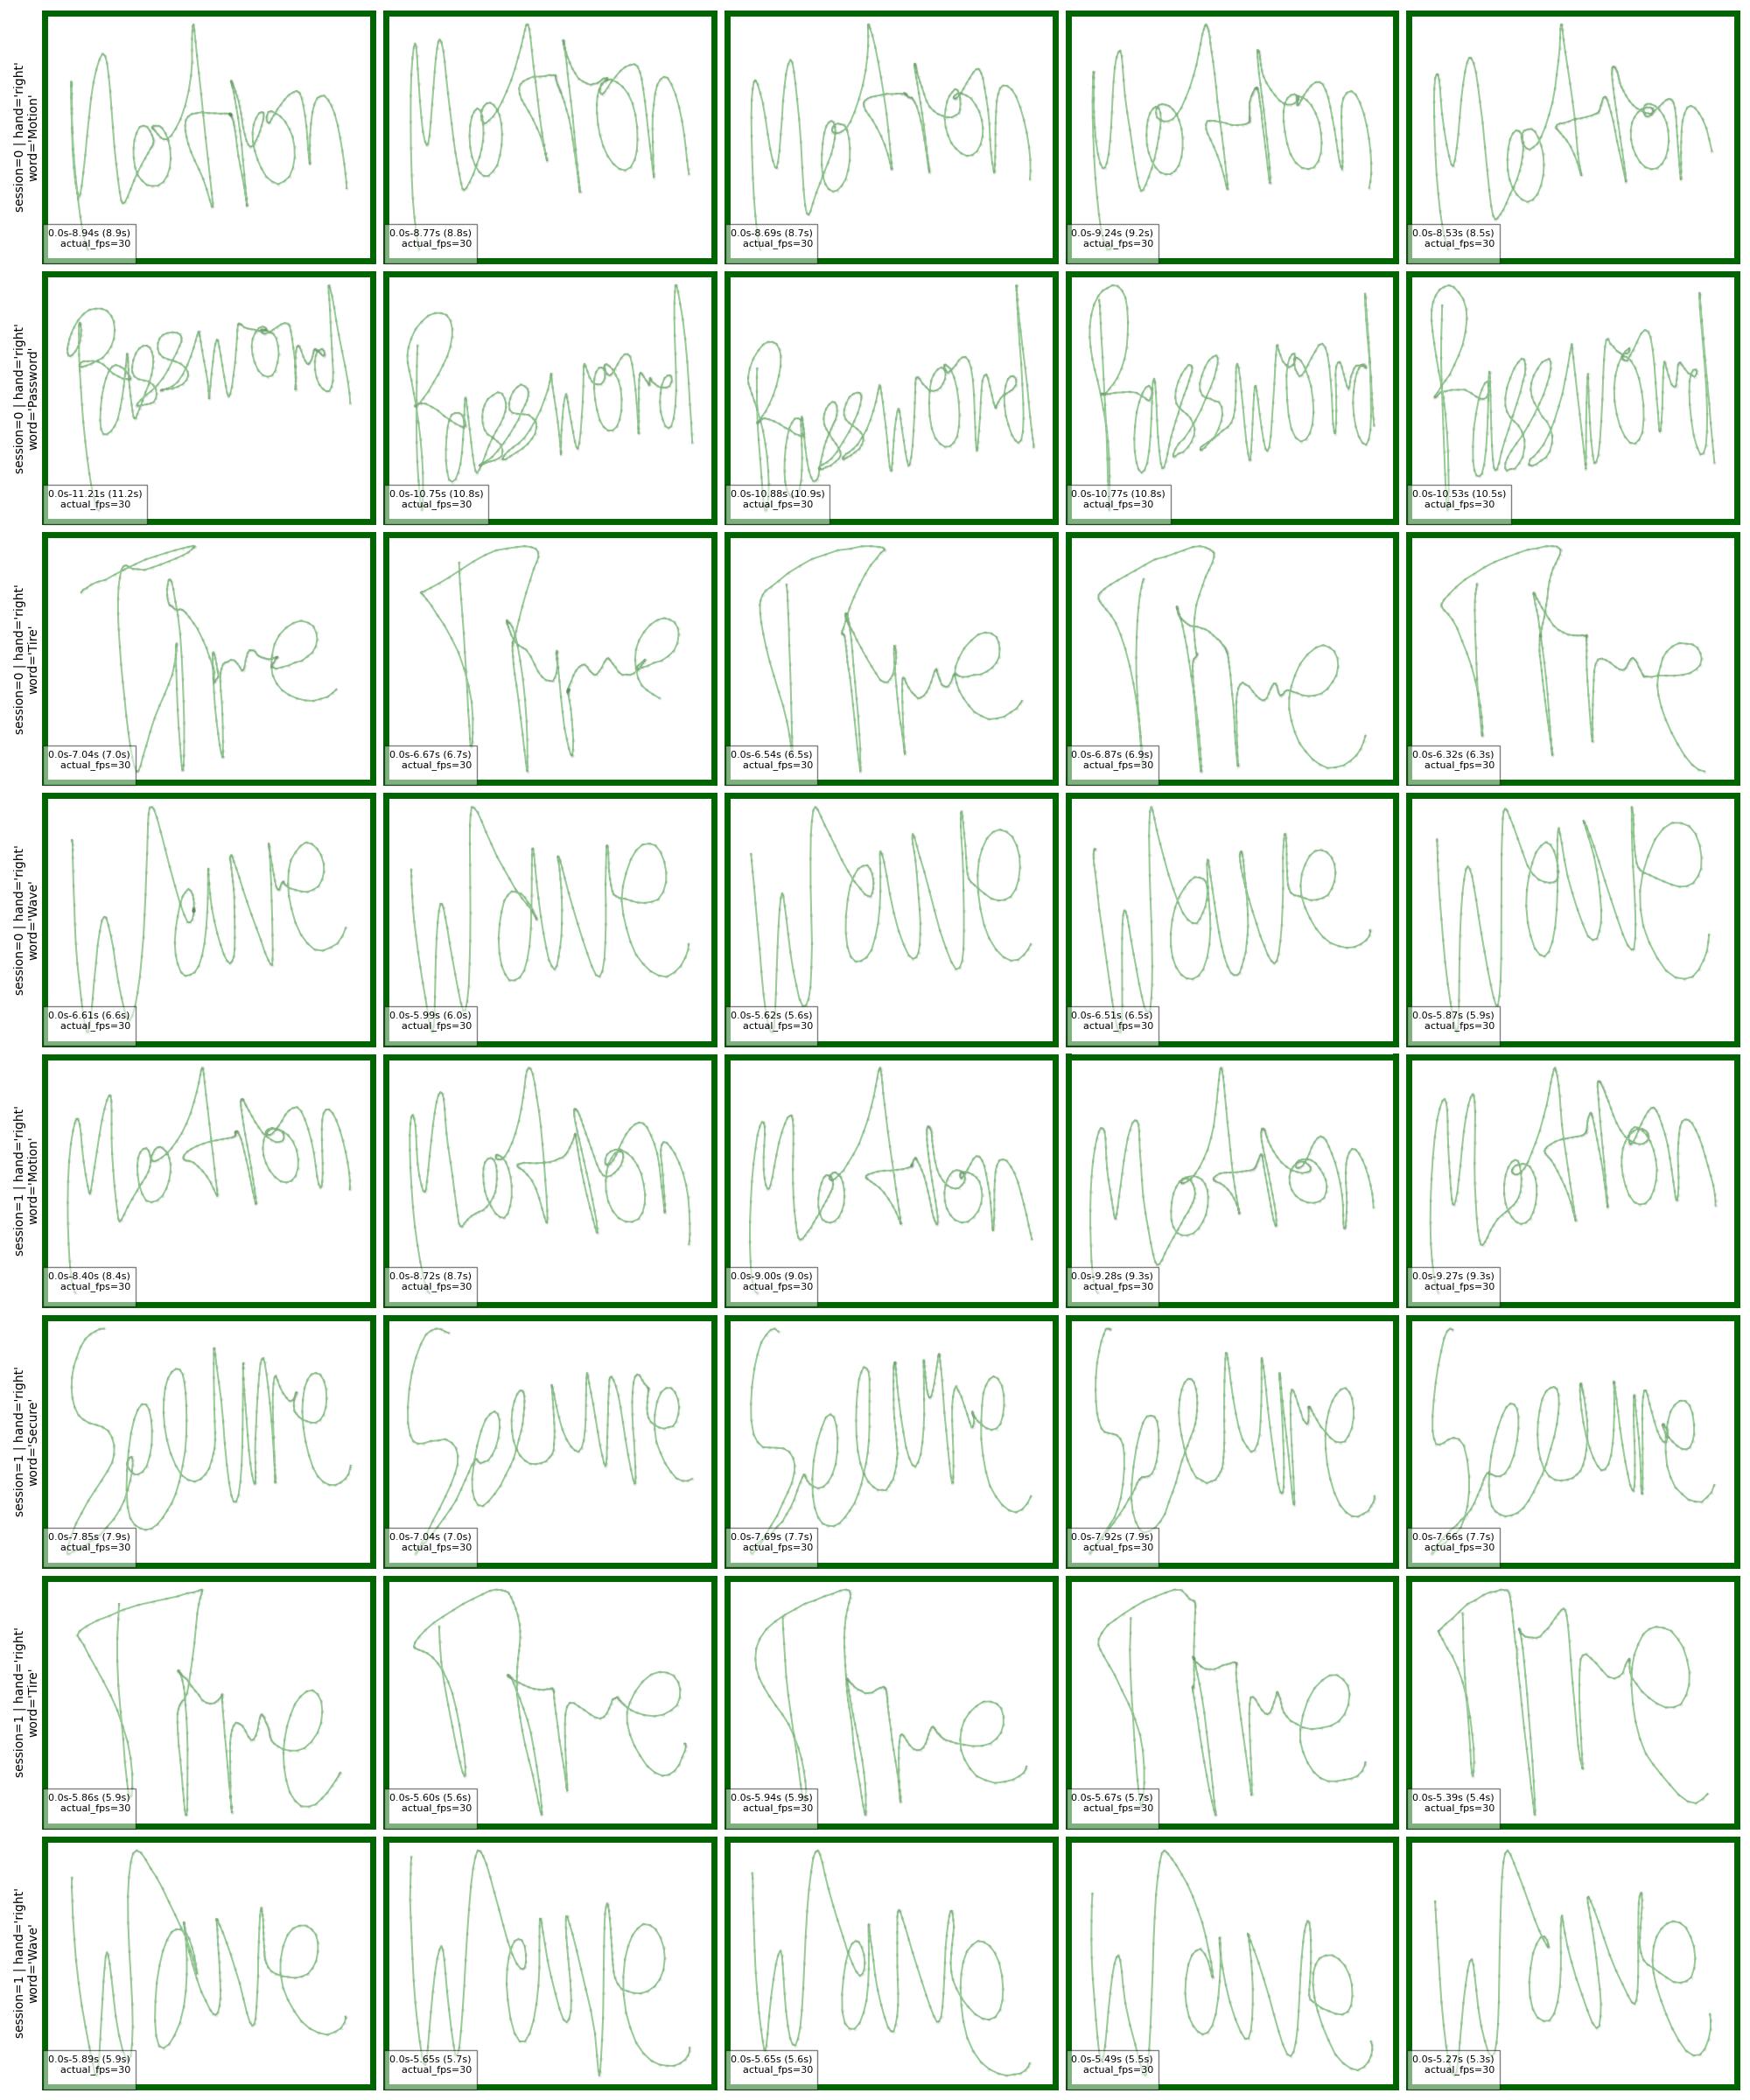 session=0 | hand='right'
word='Motion'
Motion Motion Motion Motion Motion
0.0s-8.94s (8.9s)
actual_fps=30
0.0s-8.77s (8.8s)
actual_fps=30
0.0s-8.69s (8.7s)
actual_fps=30
0.0s-9.24s (9.2s)
actual_fps=30
0.0s-8.53s (8.5s)
actual_fps=30
session=0 | hand='right'
word='Password'
Password Password Password Password Password
0.0s-11.21s (11.2s)
actual_fps=30
0.0s-10.75s (10.8s)
actual_fps=30
0.0s-10.88s (10.9s)
actual_fps=30
0.0s-10.77s (10.8s)
actual_fps=30
0.0s-10.53s (10.5s)
actual_fps=30
session=0 | hand='right'
word='Tire'
Tire Tire Tire Tire Tire
0.0s-7.04s (7.0s)
actual_fps=30
0.0s-6.67s (6.7s)
actual_fps=30
0.0s-6.54s (6.5s)
actual_fps=30
0.0s-6.87s (6.9s)
actual_fps=30
0.0s-6.32s (6.3s)
actual_fps=30
session=0 | hand='right'
word='Wave'
Wave Wave Wave Wave Wave
0.0s-6.61s (6.6s)
actual_fps=30
0.0s-5.99s (6.0s)
actual_fps=30
0.0s-5.62s (5.6s)
actual_fps=30
0.0s-6.51s (6.5s)
actual_fps=30
0.0s-5.87s (5.9s)
actual_fps=30
session=1 | hand='right'
word='Motion'
Motion Motion Motion Motion Motion
0.0s-8.40s (8.4s)
actual_fps=30
0.0s-8.72s (8.7s)
actual_fps=30
0.0s-9.00s (9.0s)
actual_fps=30
0.0s-9.28s (9.3s)
actual_fps=30
0.0s-9.27s (9.3s)
actual_fps=30
session=1 | hand='right'
word='Secure'
Secure Secure Secure Secure Secure
0.0s-7.85s (7.9s)
actual_fps=30
0.0s-7.04s (7.0s)
actual_fps=30
0.0s-7.69s (7.7s)
actual_fps=30
0.0s-7.92s (7.9s)
actual_fps=30
0.0s-7.66s (7.7s)
actual_fps=30
session=1 | hand='right'
word='Tire'
Tire Tire Tire Tire Tire
0.0s-5.86s (5.9s)
actual_fps=30
0.0s-5.60s (5.6s)
actual_fps=30
0.0s-5.94s (5.9s)
actual_fps=30
0.0s-5.67s (5.7s)
actual_fps=30
0.0s-5.39s (5.4s)
actual_fps=30
session=1 | hand='right'
word='Wave'
Wave Wave Wave Wave Wave
0.0s-5.89s (5.9s)
actual_fps=30
0.0s-5.65s (5.7s)
actual_fps=30
0.0s-5.65s (5.6s)
actual_fps=30
0.0s-5.49s (5.5s)
actual_fps=30
0.0s-5.27s (5.3s)
actual_fps=30